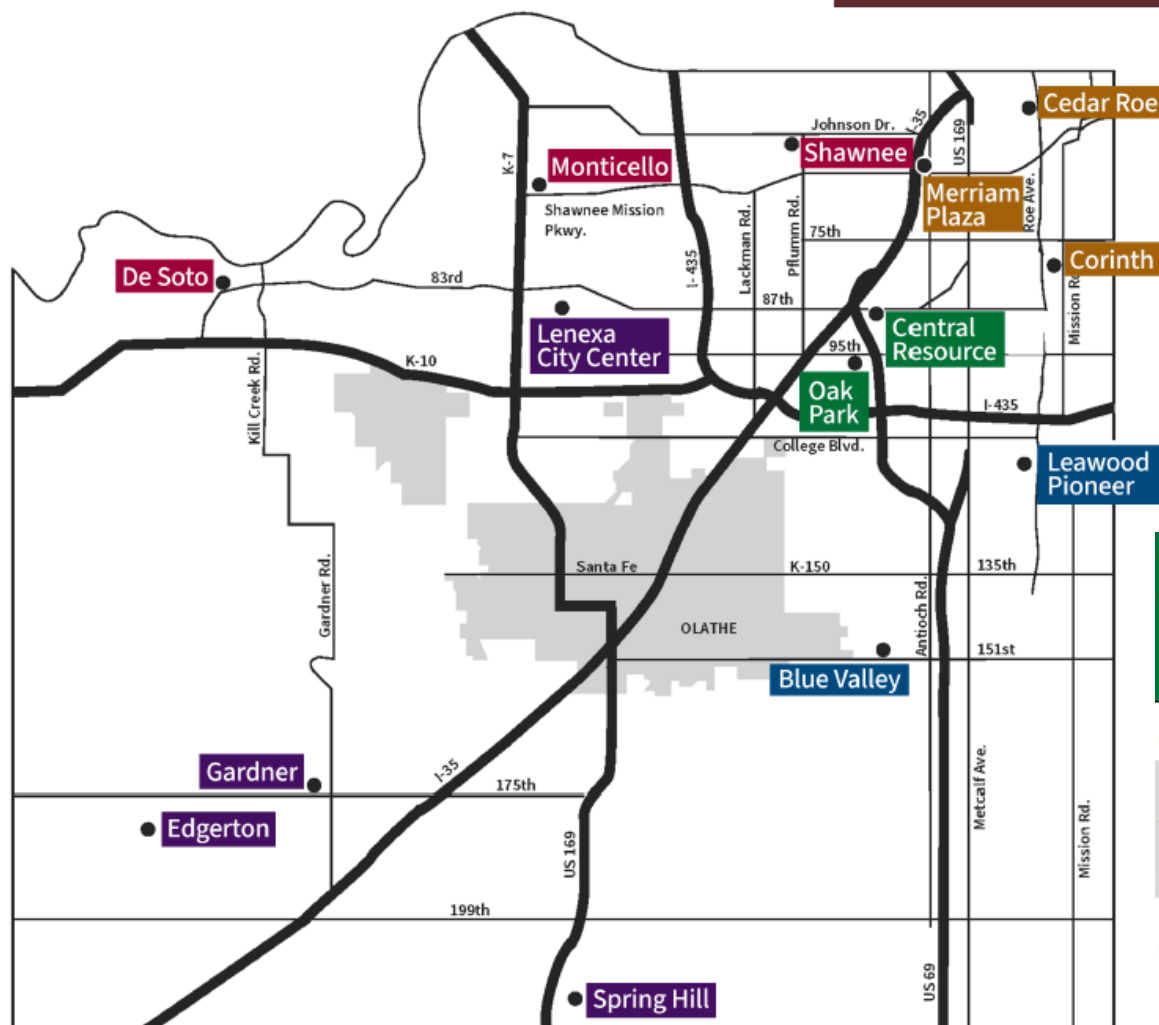 Cedar Roe
Johnson Dr.
I-35
US 169
K-7
Shawnee
Monticello
Merriam
Plaza
Roe Ave.
Shawnee Mission
Pkwy.
Lackman Rd.
Pflumm Rd.
75th
I-435
Corinth
De Soto
83rd
87th
Mission Rd
Lenexa
City Center
Central
Resource
95th
K-10
Kill Creek Rd.
Oak
Park
I-435
College Blvd.
Leawood
Pioneer
Santa Fe
K-150
135th
Gardner Rd.
Antioch Rd.
OLATHE
151st
Blue Valley
Gardner
I-35
175th
Metcalf Ave.
Edgerton
US 169
Mission Rd.
199th
US 69
Spring Hill